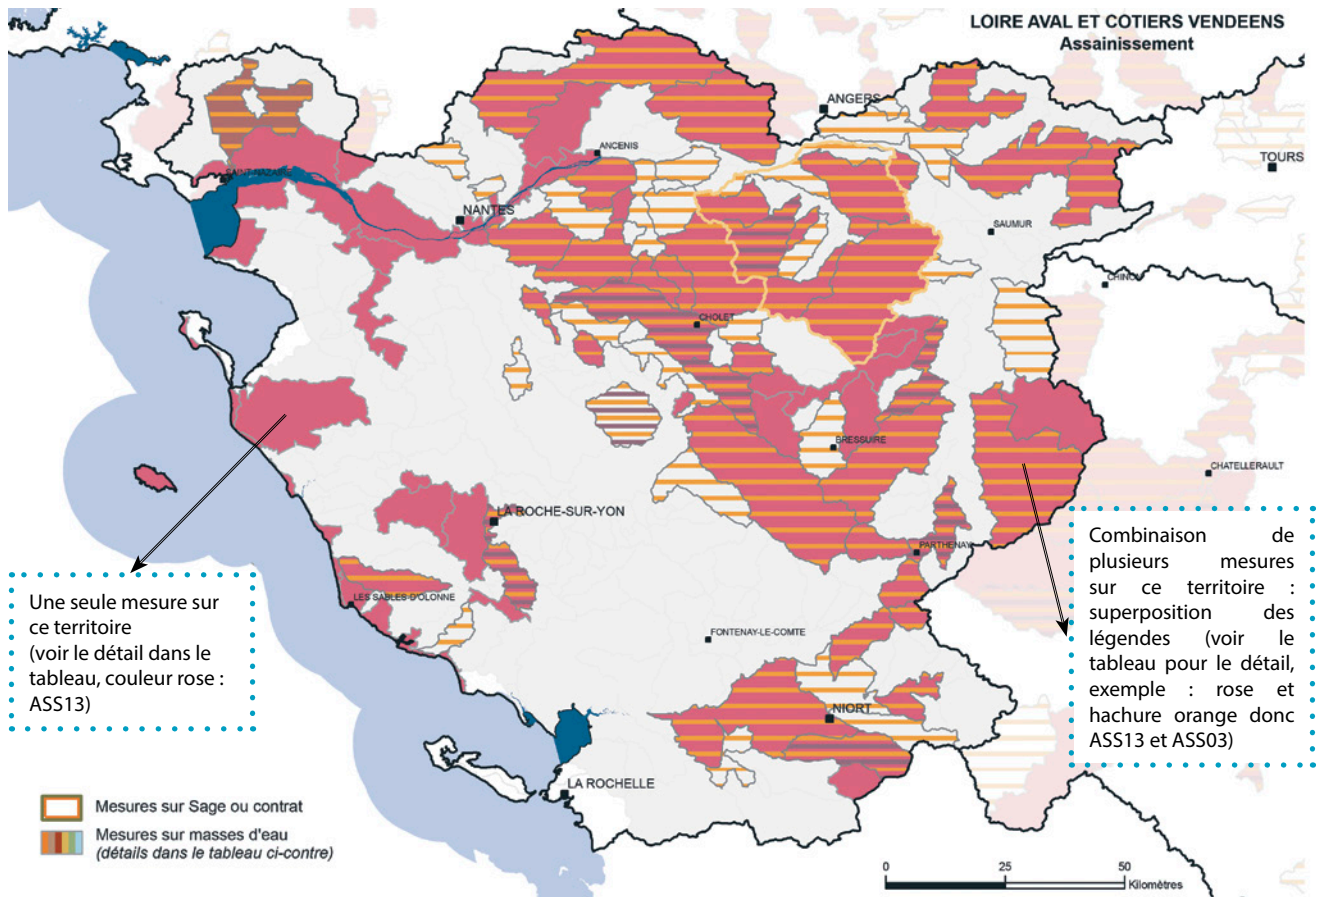 LOIRE AVAL ET COTIERS VENDEENS
Assainissement
ANGERS
TOURS
ANCENIS
SAINT-NAZAIRE
NANTES
SAUMUR
CHINON
CHOLET
BRESSUIRE
CHATELLERAULT
LA ROCHE-SUR-YON
PARTHENAY
LES SABLES-D'OLONNE
FONTENAY-LE-COMTE
NIORT
LA ROCHELLE
Une seule mesure sur
ce territoire
(voir le détail dans le
tableau, couleur rose :
ASS13)
Combinaison de
plusieurs mesures
sur ce territoire :
superposition des
légendes (voir le
tableau pour le détail,
exemple : rose et
hachure orange donc
ASS13 et ASS03)
Mesures sur Sage ou contrat
Mesures sur masses d'eau
(détails dans le tableau ci-contre)
0 25 50
Kilomètres